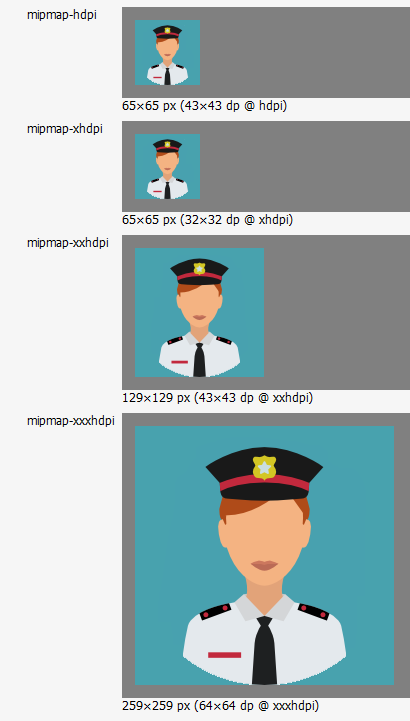 mipmap-hdpi
65×65 px (43×43 dp @ hdpi)
mipmap-xhdpi
65×65 px (32×32 dp @ xhdpi)
mipmap-xxhdpi
129×129 px (43×43 dp @ xxhdpi)
mipmap-xxxhdpi
259×259 px (64×64 dp @ xxxhdpi)